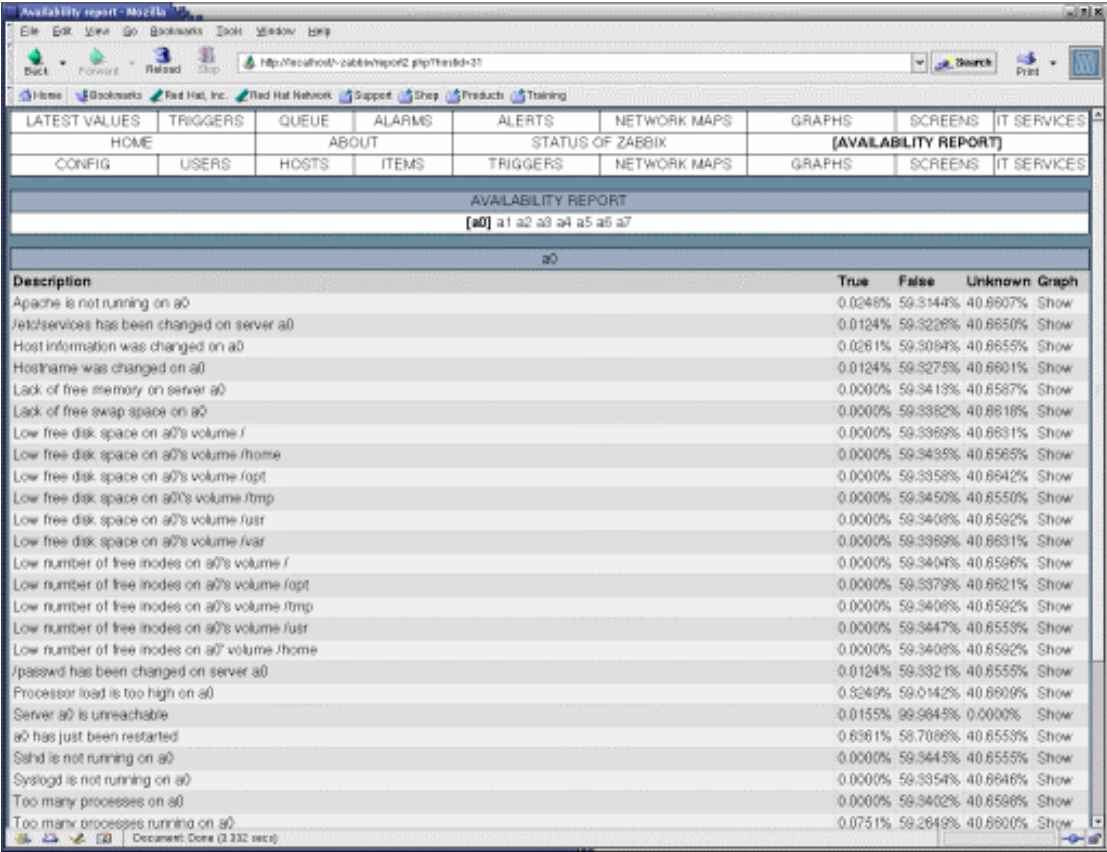 Availability report - Mozilla
File Edit View Go Bookmarks Tools Window Help
Back Forward Reload Stop http://localhost/~zabbix/report2.php?hostid=31 Search Print
Home Bookmarks Red Hat, Inc. Red Hat Network Support Shop Products Training
LATEST VALUES TRIGGERS QUEUE ALARMS ALERTS NETWORK MAPS GRAPHS SCREENS IT SERVICES
HOME ABOUT STATUS OF ZABBIX [AVAILABILITY REPORT]
CONFIG USERS HOSTS ITEMS TRIGGERS NETWORK MAPS GRAPHS SCREENS IT SERVICES
AVAILABILITY REPORT
[a0] a1 a2 a3 a4 a5 a6 a7
a0
Description True False Unknown Graph
Apache is not running on a0 0.0248% 59.3144% 40.6607% Show
/etc/services has been changed on server a0 0.0124% 59.3226% 40.6650% Show
Host information was changed on a0 0.0261% 59.3084% 40.6655% Show
Hostname was changed on a0 0.0124% 59.3275% 40.6601% Show
Lack of free memory on server a0 0.0000% 59.3413% 40.6587% Show
Lack of free swap space on a0 0.0000% 59.3382% 40.6618% Show
Low free disk space on a0's volume / 0.0000% 59.3369% 40.6631% Show
Low free disk space on a0's volume /home 0.0000% 59.3435% 40.6565% Show
Low free disk space on a0's volume /opt 0.0000% 59.3358% 40.6642% Show
Low free disk space on a0\'s volume /tmp 0.0000% 59.3450% 40.6550% Show
Low free disk space on a0's volume /usr 0.0000% 59.3408% 40.6592% Show
Low free disk space on a0's volume /var 0.0000% 59.3369% 40.6631% Show
Low number of free inodes on a0's volume / 0.0000% 59.3404% 40.6596% Show
Low number of free inodes on a0's volume /opt 0.0000% 59.3379% 40.6621% Show
Low number of free inodes on a0's volume /tmp 0.0000% 59.3408% 40.6592% Show
Low number of free inodes on a0's volume /usr 0.0000% 59.3447% 40.6553% Show
Low number of free inodes on a0' volume /home 0.0000% 59.3408% 40.6592% Show
/passwd has been changed on server a0 0.0124% 59.3321% 40.6555% Show
Processor load is too high on a0 0.3249% 59.0142% 40.6609% Show
Server a0 is unreachable 0.0155% 99.9845% 0.0000% Show
a0 has just been restarted 0.6361% 58.7086% 40.6553% Show
Sshd is not running on a0 0.0000% 59.3445% 40.6555% Show
Syslogd is not running on a0 0.0000% 59.3354% 40.6646% Show
Too many processes on a0 0.0000% 59.3402% 40.6598% Show
Too many processes running on a0 0.0751% 59.2649% 40.6600% Show
Document: Done (3.332 secs)